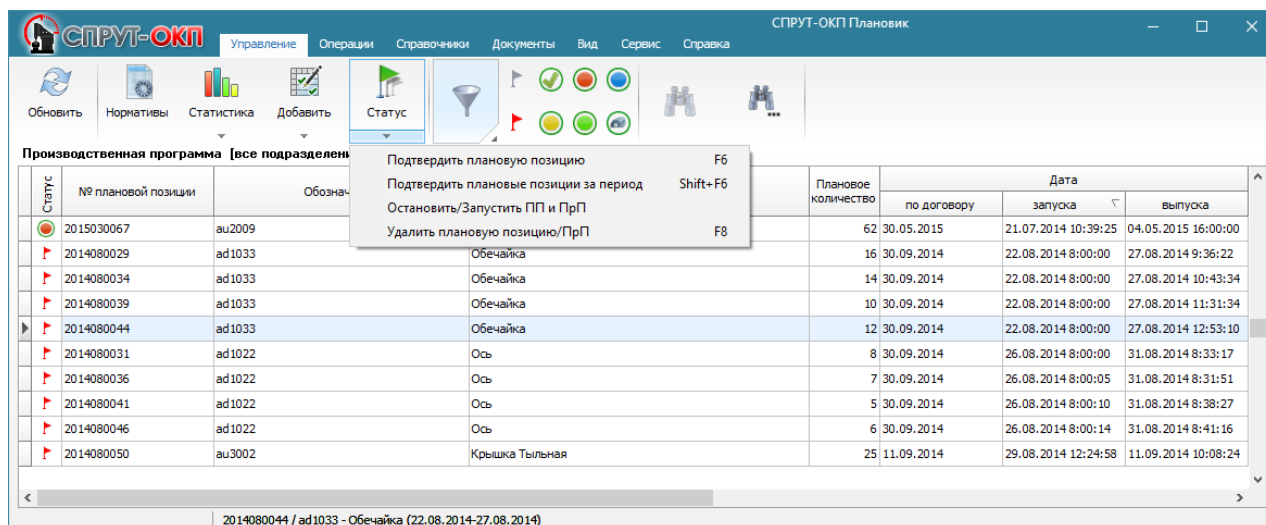 СПРУТ-ОКП Плановик
СПРУТ-ОКП
Управление Операции Справочники Документы Вид Сервис Справка
Обновить Нормативы Статистика Добавить Статус
Производственная программа [все подразделени
Подтвердить плановую позицию F6
Подтвердить плановые позиции за период Shift+F6
Остановить/Запустить ПП и ПрП
Удалить плановую позицию/ПрП F8
Статус № плановой позиции Обознач Плановое количество Дата
по договору запуска выпуска
2015030067 au2009 62 30.05.2015 21.07.2014 10:39:25 04.05.2015 16:00:00
2014080029 ad1033 Обечайка 16 30.09.2014 22.08.2014 8:00:00 27.08.2014 9:36:22
2014080034 ad1033 Обечайка 14 30.09.2014 22.08.2014 8:00:00 27.08.2014 10:43:34
2014080039 ad1033 Обечайка 10 30.09.2014 22.08.2014 8:00:00 27.08.2014 11:31:34
2014080044 ad1033 Обечайка 12 30.09.2014 22.08.2014 8:00:00 27.08.2014 12:53:10
2014080031 ad1022 Ось 8 30.09.2014 26.08.2014 8:00:00 31.08.2014 8:33:17
2014080036 ad1022 Ось 7 30.09.2014 26.08.2014 8:00:05 31.08.2014 8:31:51
2014080041 ad1022 Ось 5 30.09.2014 26.08.2014 8:00:10 31.08.2014 8:38:27
2014080046 ad1022 Ось 6 30.09.2014 26.08.2014 8:00:14 31.08.2014 8:41:16
2014080050 au3002 Крышка Тыльная 25 11.09.2014 29.08.2014 12:24:58 11.09.2014 10:08:24
2014080044 / ad1033 - Обечайка (22.08.2014-27.08.2014)